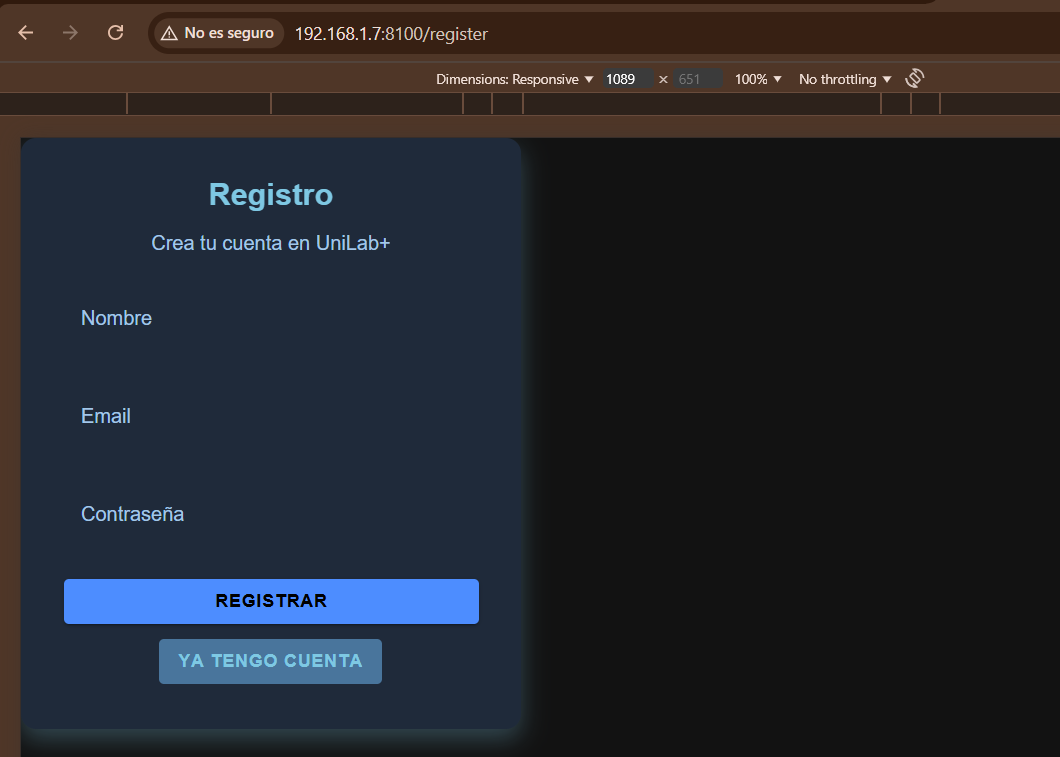 No es seguro 192.168.1.7:8100/register
Dimensions: Responsive 1089 × 651 100% No throttling
Registro
Crea tu cuenta en UniLab+
Nombre
Email
Contraseña
REGISTRAR
YA TENGO CUENTA